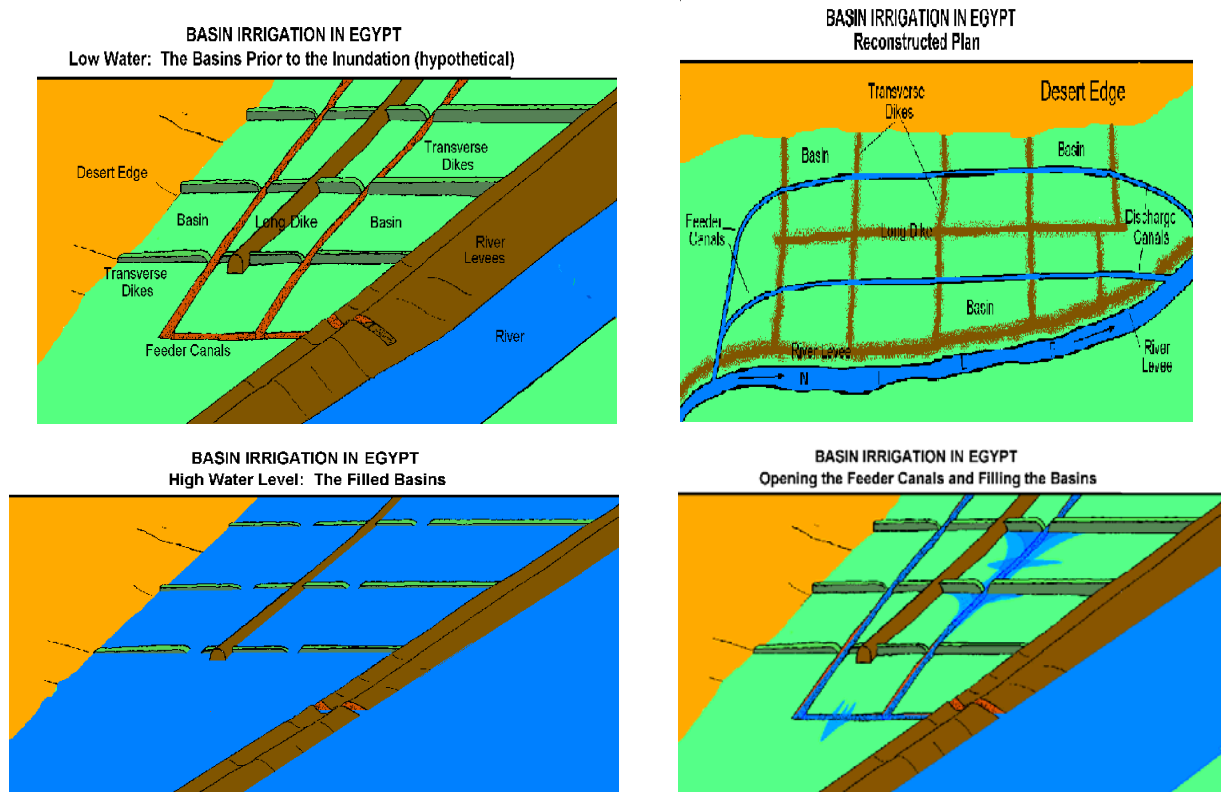 BASIN IRRIGATION IN EGYPT
Low Water: The Basins Prior to the Inundation (hypothetical)
Desert Edge
Transverse
Dikes
Basin
Long Dike
Basin
River
Levees
Transverse
Dikes
River
Feeder Canals
BASIN IRRIGATION IN EGYPT
Reconstructed Plan
Transverse
Dikes
Desert Edge
Basin
Basin
Feeder
Canals
Long Dike
Discharge
Canals
Basin
River Levee
River
Levee
N I L E
BASIN IRRIGATION IN EGYPT
High Water Level: The Filled Basins
BASIN IRRIGATION IN EGYPT
Opening the Feeder Canals and Filling the Basins